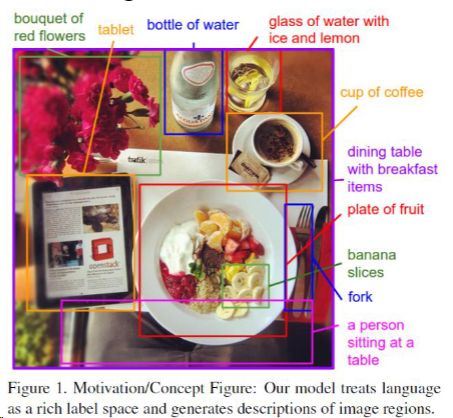 bouquet of
red flowers
tablet
bottle of water
glass of water with
ice and lemon
cup of coffee
dining table
with breakfast
items
plate of fruit
banana
slices
fork
a person
sitting at a
table
openstack
Figure 1. Motivation/Concept Figure: Our model treats language
as a rich label space and generates descriptions of image regions.